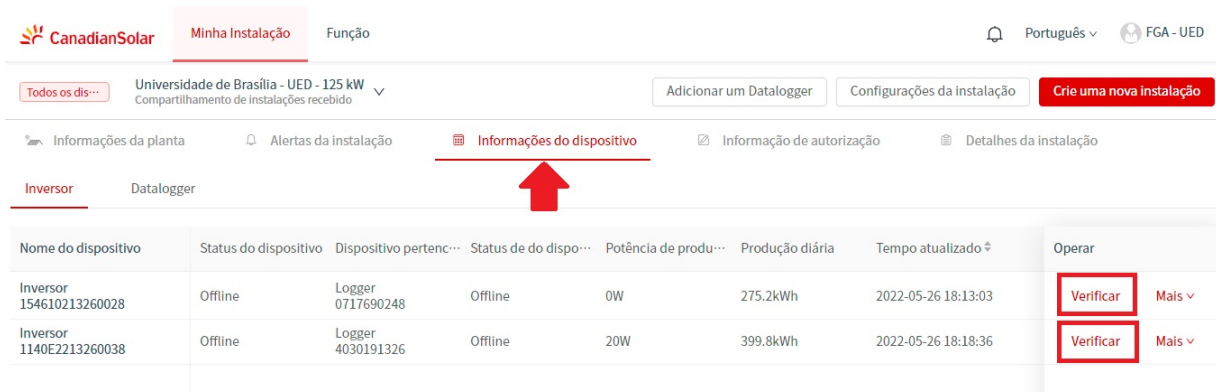 CanadianSolar Minha Instalação Função Português FGA - UED
Todos os dis··· Universidade de Brasília - UED - 125 kW Adicionar um Datalogger Configurações da instalação Crie uma nova instalação
Compartilhamento de instalações recebido
Informações da planta Alertas da instalação Informações do dispositivo Informação de autorização Detalhes da instalação
Inversor Datalogger
Nome do dispositivo Status do dispositivo Dispositivo pertenc··· Status de do dispo··· Potência de produ··· Produção diária Tempo atualizado Operar
Inversor Logger
154610213260028 Offline 0717690248 Offline 0W 275.2kWh 2022-05-26 18:13:03 Verificar Mais
Inversor Logger
1140E2213260038 Offline 4030191326 Offline 20W 399.8kWh 2022-05-26 18:18:36 Verificar Mais